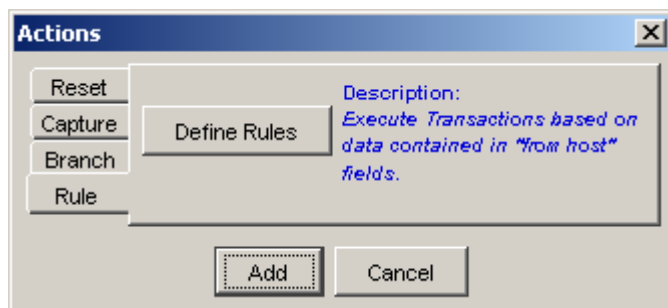 Actions
Reset
Capture
Branch
Rule
Define Rules
Description:
Execute Transactions based on
data contained in "from host"
fields.
Add
Cancel